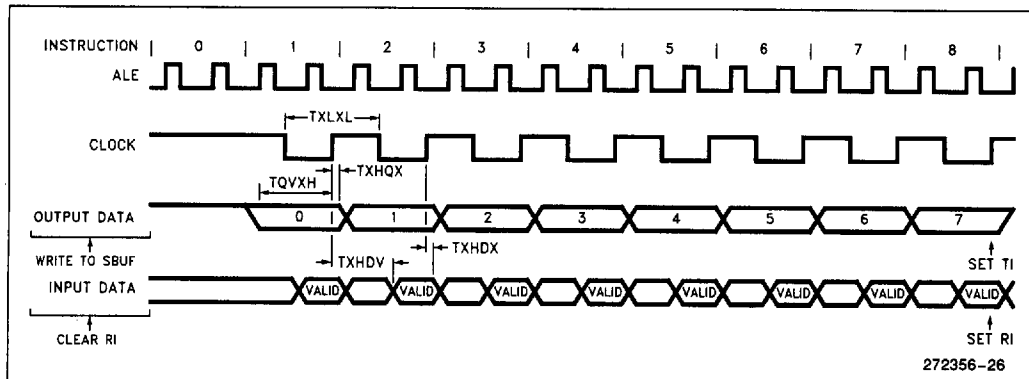 INSTRUCTION | 0 | 1 | 2 | 3 | 4 | 5 | 6 | 7 | 8 |
ALE
TXLXL
CLOCK
TXHQX
TQVXH
OUTPUT DATA 0 1 2 3 4 5 6 7
WRITE TO SBUF
TXHDX
TXHDV
SET TI
INPUT DATA VALID VALID VALID VALID VALID VALID VALID VALID
CLEAR RI
SET RI
272356-26